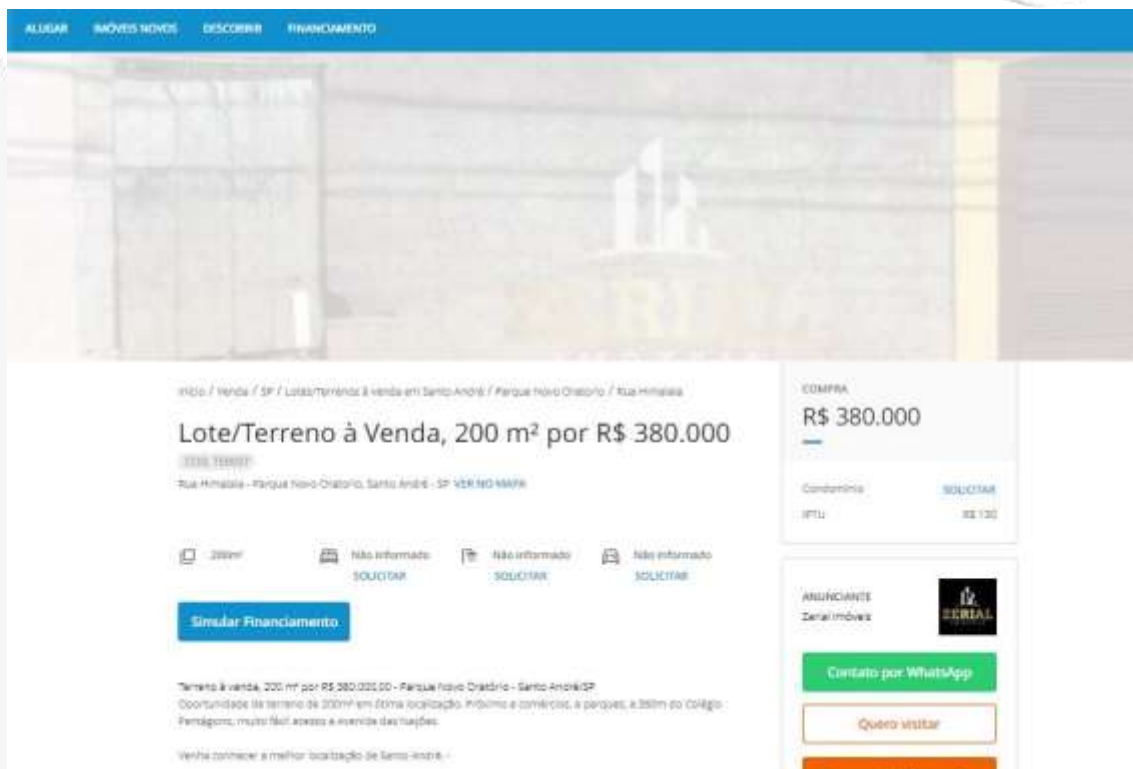 ALUGAR IMÓVEIS NOVOS DESCOBRIR FINANCIAMENTO
Início / Venda / SP / Lotes/Terrenos à venda em Santo André / Parque Novo Oratório / Rua Himalaia
Lote/Terreno à Venda, 200 m² por R$ 380.000
Rua Himalaia - Parque Novo Oratório, Santo André - SP VER NO MAPA
200m² Não informado Não informado Não informado
SOLICITAR SOLICITAR SOLICITAR
Simular Financiamento
Terreno à venda, 200 m² por R$ 380.000,00 - Parque Novo Oratório - Santo André/SP
Oportunidade de terreno de 200m² em ótima localização. Próximo a comércios, a parques, a 350m do Colégio
Pentágono, muito fácil acesso a Avenida das Nações.
Venha conhecer a melhor localização de Santo André. -
COMPRA
R$ 380.000
Condomínio SOLICITAR
IPTU R$ 130
ANUNCIANTE
Zerial Imóveis
ZERIAL
Contato por WhatsApp
Quero visitar